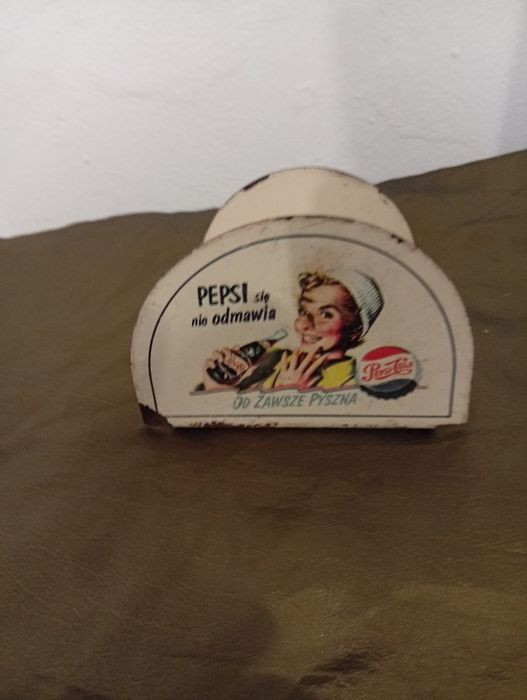 PEPSI się
nie odmawia
PEPSI-COLA
OD ZAWSZE PYSZNA